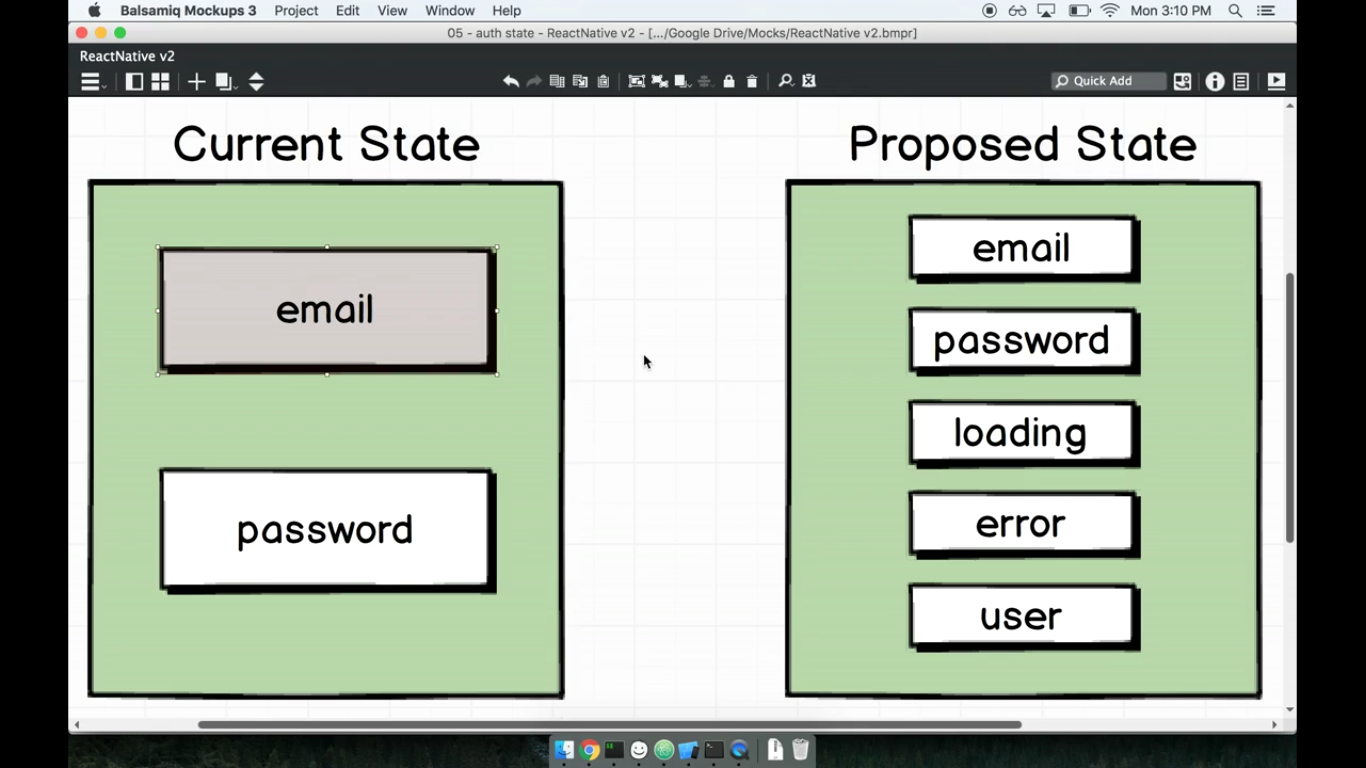 Balsamiq Mockups 3 Project Edit View Window Help Mon 3:10 PM
05 - auth state - ReactNative v2 - [.../Google Drive/Mocks/ReactNative v2.bmpr]
ReactNative v2
Quick Add
Current State
Proposed State
email
password
email
password
loading
error
user